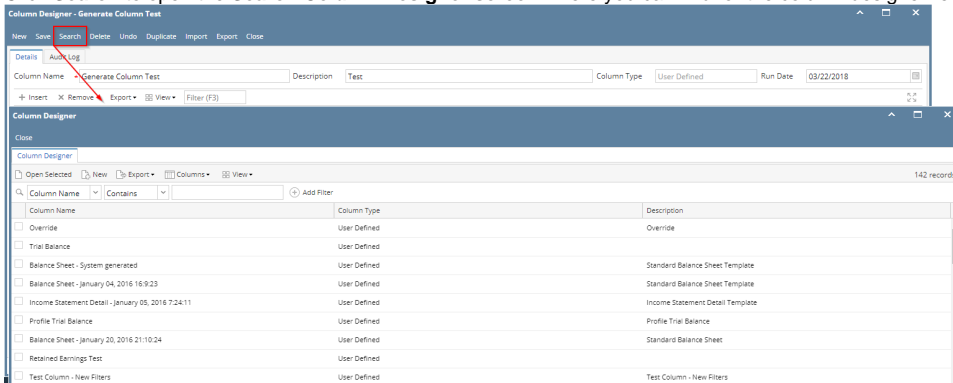 Column Designer - Generate Column Test
New Save Search Delete Undo Duplicate Import Export Close
Details Audit Log
Column Name Generate Column Test Description Test Column Type User Defined Run Date 03/22/2018
+ Insert × Remove Export View Filter (F3)
Column Designer
Close
Column Designer
Open Selected New Export Columns View 142 records
Column Name Contains Add Filter
Column Name Column Type Description
Override User Defined Override
Trial Balance User Defined
Balance Sheet - System generated User Defined Standard Balance Sheet Template
Balance Sheet - January 04, 2016 16:9:23 User Defined Standard Balance Sheet Template
Income Statement Detail - January 05, 2016 7:24:11 User Defined Income Statement Detail Template
Profile Trial Balance User Defined Profile Trial Balance
Balance Sheet - January 20, 2016 21:10:24 User Defined Standard Balance Sheet
Retained Earnings Test User Defined
Test Column - New Filters User Defined Test Column - New Filters